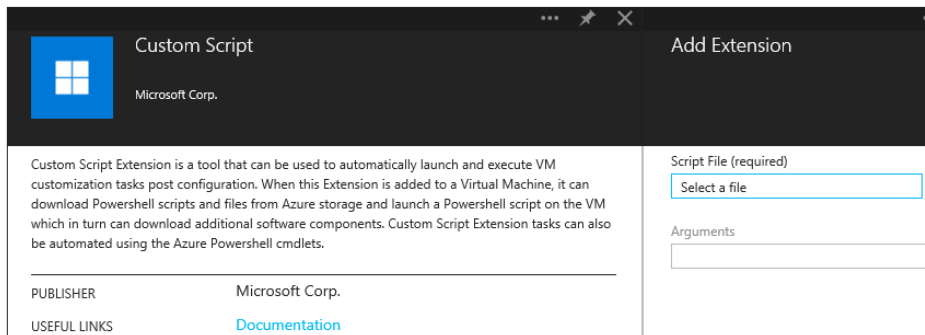 Custom Script
Microsoft Corp.
Custom Script Extension is a tool that can be used to automatically launch and execute VM
customization tasks post configuration. When this Extension is added to a Virtual Machine, it can
download Powershell scripts and files from Azure storage and launch a Powershell script on the VM
which in turn can download additional software components. Custom Script Extension tasks can also
be automated using the Azure Powershell cmdlets.
PUBLISHER Microsoft Corp.
USEFUL LINKS Documentation
Add Extension
Script File (required)
Select a file
Arguments